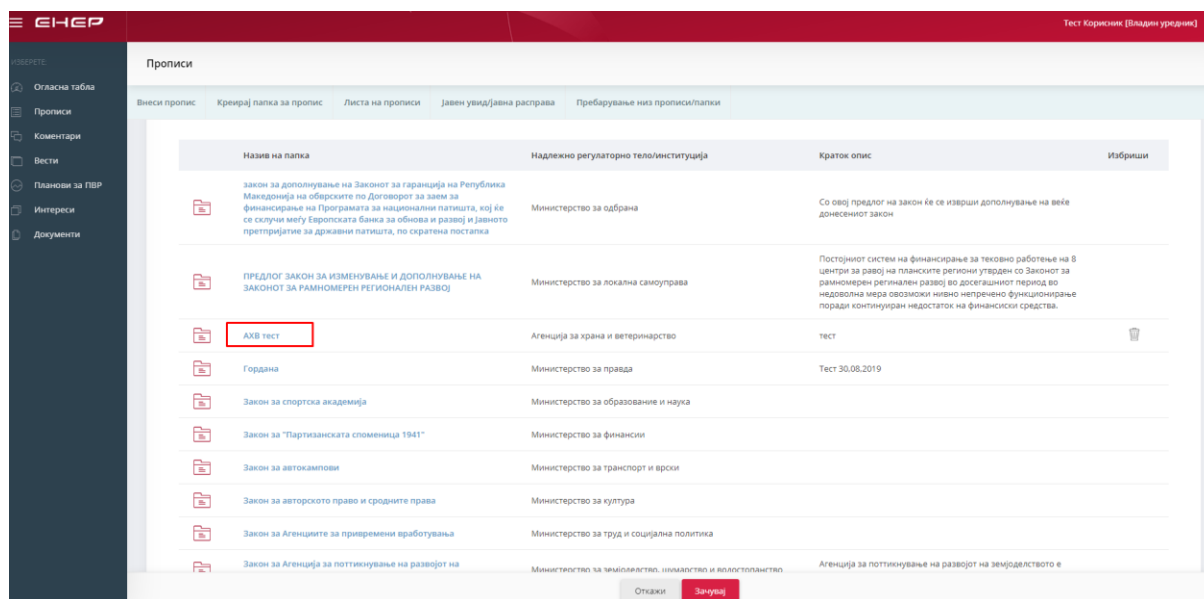 ЕНЕР
Тест Корисник [Владин уредник]
ИЗБЕРЕТЕ:
Огласна табла
Прописи
Коментари
Вести
Планови за ПВР
Интереси
Документи
Прописи
Внеси пропис Креирај папка за пропис Листа на прописи Јавен увид/јавна расправа Пребарување низ прописи/папки
Назив на папка Надлежно регулаторно тело/институција Краток опис Избриши
закон за дополнување на Законот за гаранција на Република
Македонија на обврските по Договорот за заем за
финансирање на Програмата за национални патишта, кој ќе
се склучи меѓу Европската банка за обнова и развој и Јавното
претпријатие за државни патишта, по скратена постапка
Министерство за одбрана
Со овој предлог на закон ќе се изврши дополнување на веќе
донесениот закон
ПРЕДЛОГ ЗАКОН ЗА ИЗМЕНУВАЊЕ И ДОПОЛНУВАЊЕ НА
ЗАКОНОТ ЗА РАМНОМЕРЕН РЕГИОНАЛЕН РАЗВОЈ
Министерство за локална самоуправа
Постојниот систем на финансирање за тековно работење на 8
центри за равој на планските региони утврден со Законот за
рамномерен регинален развој во досегашниот период во
недоволна мера овозможи нивно непречено функционирање
поради континуиран недостаток на финансиски средства.
АХВ тест Агенција за храна и ветеринарство тест
Гордана Министерство за правда Тест 30.08.2019
Закон за спортска академија Министерство за образование и наука
Закон за "Партизанската споменица 1941" Министерство за финансии
Закон за автокампови Министерство за транспорт и врски
Закон за авторското право и сродните права Министерство за култура
Закон за Агенциите за привремени вработувања Министерство за труд и социјална политика
Закон за Агенција за поттикнување на развојот на Министерство за земјоделство, шумарство и водостопанство Агенција за поттикнување на развојот на земјоделството е
Откажи Зачувај